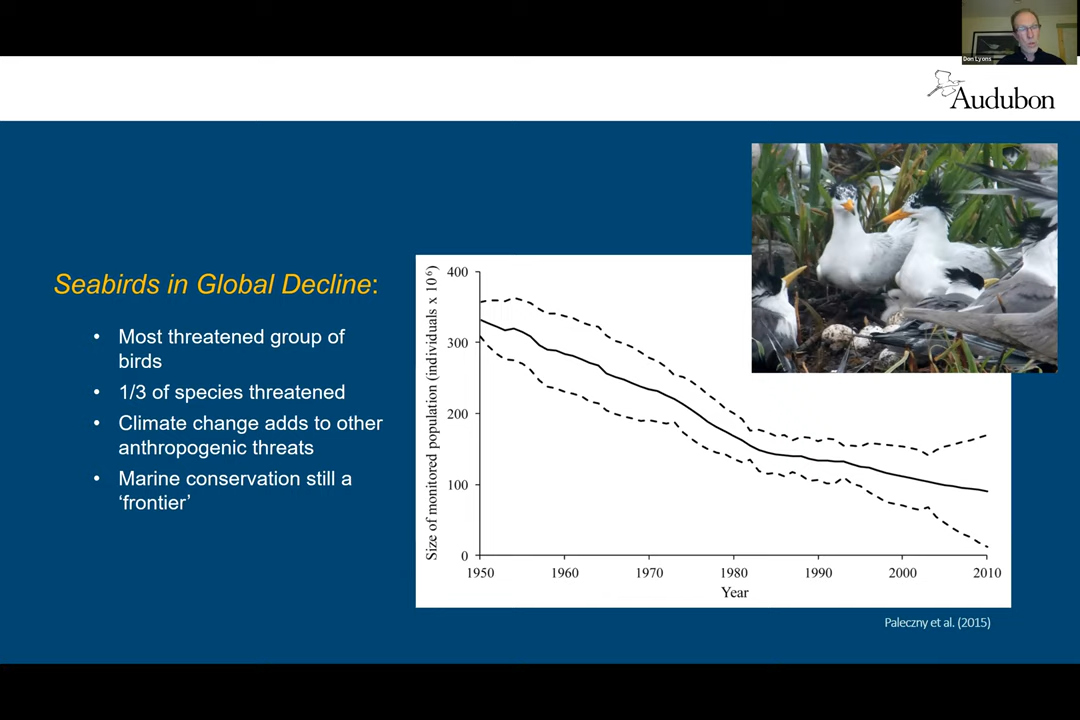 Don Lyons
Audubon
Seabirds in Global Decline:
• Most threatened group of
birds
• 1/3 of species threatened
• Climate change adds to other
anthropogenic threats
• Marine conservation still a
‘frontier’
Size of monitored population (individuals x 10⁶)
400
300
200
100
0
1950 1960 1970 1980 1990 2000 2010
Year
Paleczny et al. (2015)